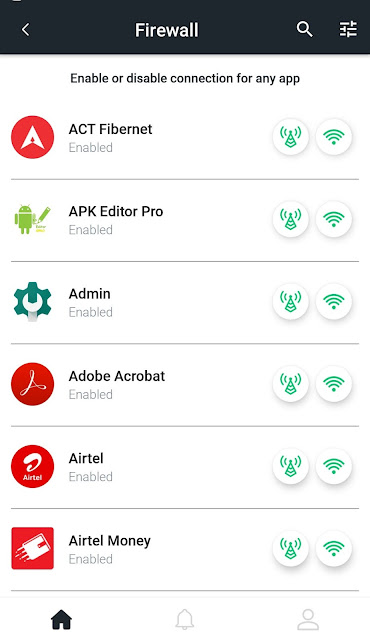 Firewall
Enable or disable connection for any app
ACT Fibernet
Enabled
APK Editor Pro
Enabled
Admin
Enabled
Adobe Acrobat
Enabled
Airtel
Enabled
airtel
Airtel Money
Enabled